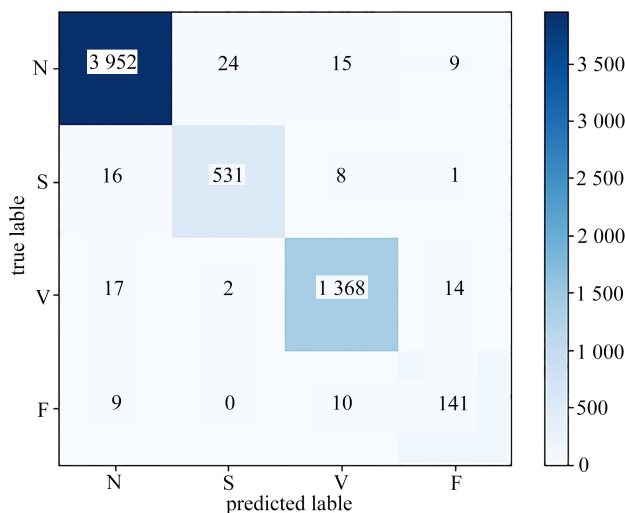 N 3 952 24 15 9
S 16 531 8 1
V 17 2 1 368 14
F 9 0 10 141
N S V F
predicted lable
true lable
3 500
3 000
2 500
2 000
1 500
1 000
500
0